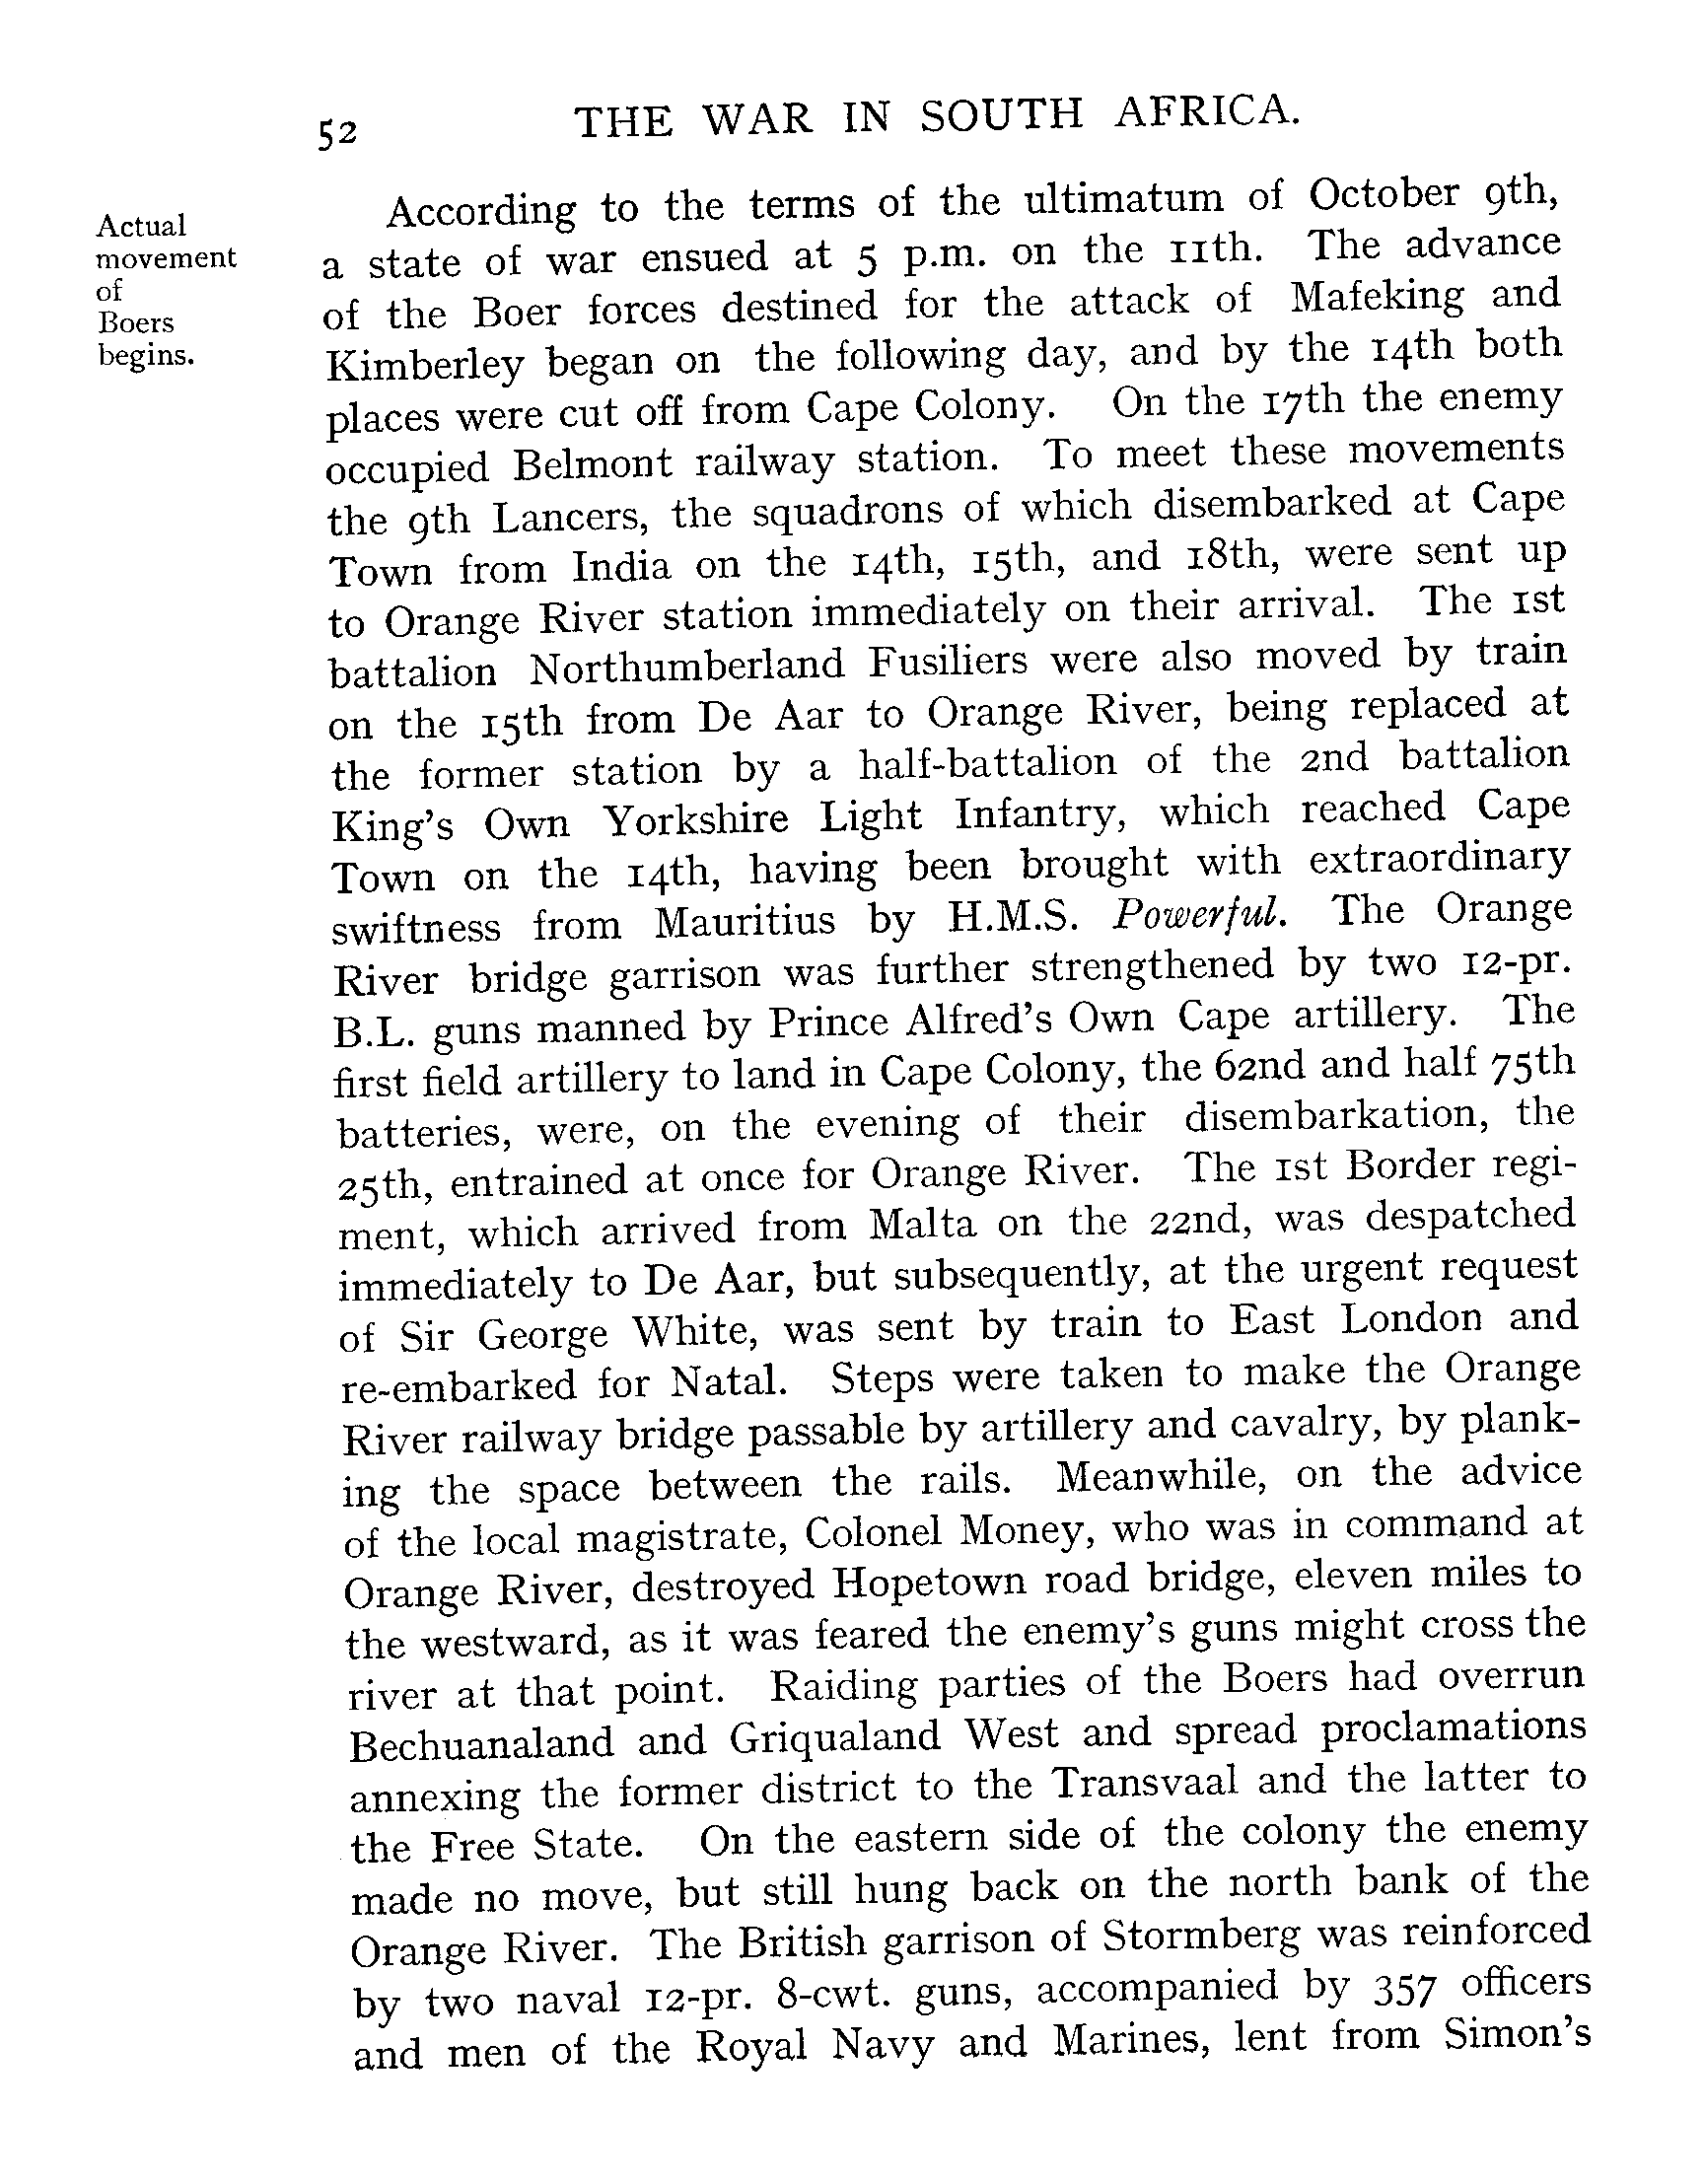 52 THE WAR IN SOUTH AFRICA.
Actual
movement
of
Boers
begins.
According to the terms of the ultimatum of October 9th,
a state of war ensued at 5 p.m. on the 11th. The advance
of the Boer forces destined for the attack of Mafeking and
Kimberley began on the following day, and by the 14th both
places were cut off from Cape Colony. On the 17th the enemy
occupied Belmont railway station. To meet these movements
the 9th Lancers, the squadrons of which disembarked at Cape
Town from India on the 14th, 15th, and 18th, were sent up
to Orange River station immediately on their arrival. The 1st
battalion Northumberland Fusiliers were also moved by train
on the 15th from De Aar to Orange River, being replaced at
the former station by a half-battalion of the 2nd battalion
King's Own Yorkshire Light Infantry, which reached Cape
Town on the 14th, having been brought with extraordinary
swiftness from Mauritius by H.M.S. Powerful. The Orange
River bridge garrison was further strengthened by two 12-pr.
B.L. guns manned by Prince Alfred's Own Cape artillery. The
first field artillery to land in Cape Colony, the 62nd and half 75th
batteries, were, on the evening of their disembarkation, the
25th, entrained at once for Orange River. The 1st Border regi-
ment, which arrived from Malta on the 22nd, was despatched
immediately to De Aar, but subsequently, at the urgent request
of Sir George White, was sent by train to East London and
re-embarked for Natal. Steps were taken to make the Orange
River railway bridge passable by artillery and cavalry, by plank-
ing the space between the rails. Meanwhile, on the advice
of the local magistrate, Colonel Money, who was in command at
Orange River, destroyed Hopetown road bridge, eleven miles to
the westward, as it was feared the enemy's guns might cross the
river at that point. Raiding parties of the Boers had overrun
Bechuanaland and Griqualand West and spread proclamations
annexing the former district to the Transvaal and the latter to
the Free State. On the eastern side of the colony the enemy
made no move, but still hung back on the north bank of the
Orange River. The British garrison of Stormberg was reinforced
by two naval 12-pr. 8-cwt. guns, accompanied by 357 officers
and men of the Royal Navy and Marines, lent from Simon's